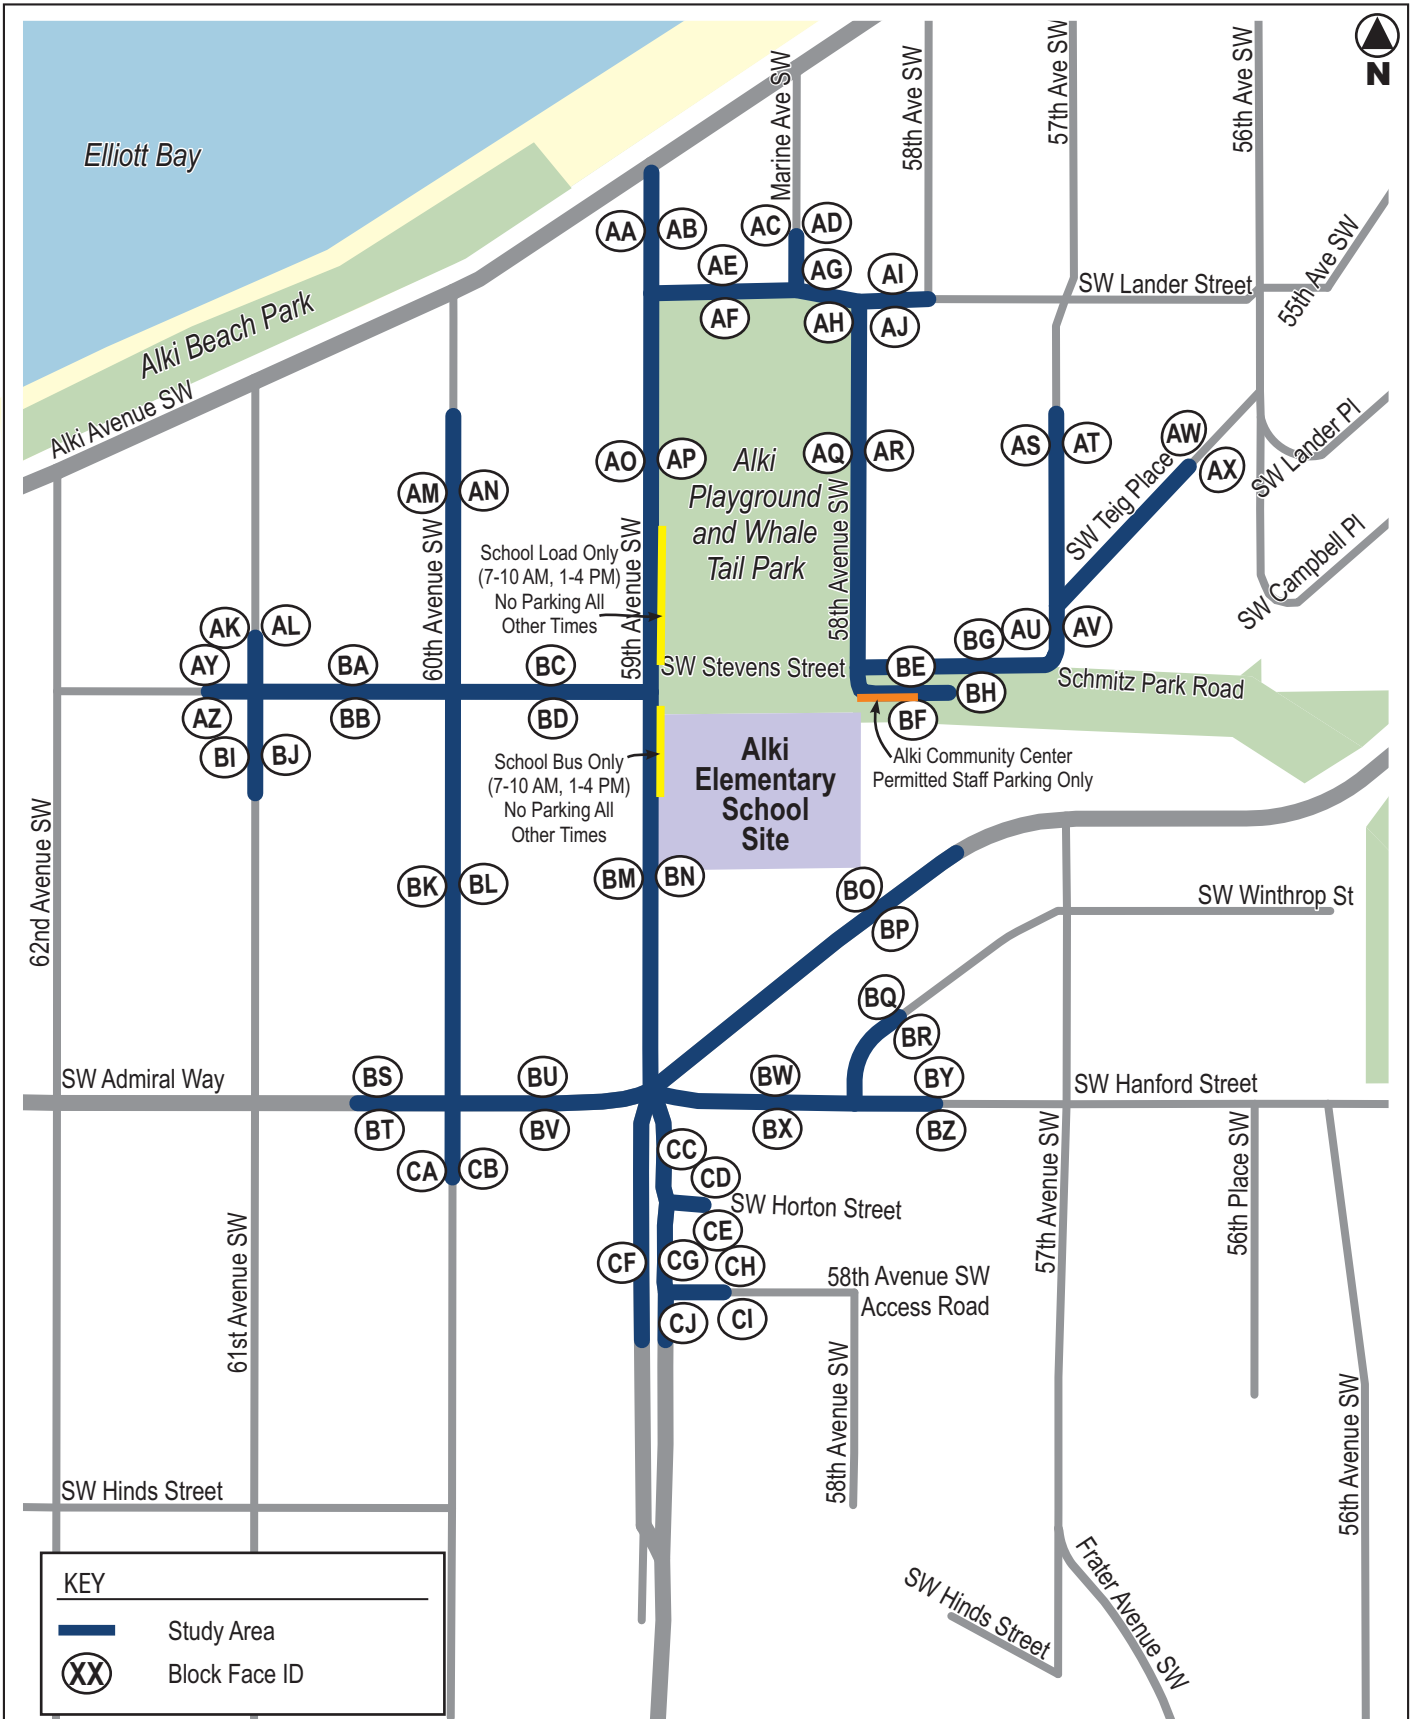 N
Elliott Bay
Alki Beach Park
Alki Avenue SW
Marine Ave SW
58th Ave SW
57th Ave SW
56th Ave SW
55th Ave SW
AA
AB
AC
AD
AE
AG
AI
AF
AH
AJ
SW Lander Street
AM
AN
AO
AP
AQ
AR
AS
AT
AW
AX
SW Lander Pl
SW Campbell Pl
SW Teig Place
Alki
Playground
and Whale
Tail Park
60th Avenue SW
59th Avenue SW
58th Avenue SW
School Load Only
(7-10 AM, 1-4 PM)
No Parking All
Other Times
AK
AL
AY
BA
BC
AZ
BB
BD
BI
BJ
SW Stevens Street
BE
BG
AU
AV
BH
BF
Schmitz Park Road
School Bus Only
(7-10 AM, 1-4 PM)
No Parking All
Other Times
Alki
Elementary
School
Site
Alki Community Center
Permitted Staff Parking Only
62nd Avenue SW
BK
BL
BM
BN
BO
BP
SW Winthrop St
BQ
BR
SW Admiral Way
BS
BU
BW
BY
SW Hanford Street
BT
BV
BX
BZ
CA
CB
CC
CD
SW Horton Street
CE
CF
CG
CH
CJ
CI
58th Avenue SW
Access Road
61st Avenue SW
58th Avenue SW
57th Avenue SW
56th Place SW
56th Avenue SW
SW Hinds Street
SW Hinds Street
Frater Avenue SW
KEY
Study Area
XX
Block Face ID